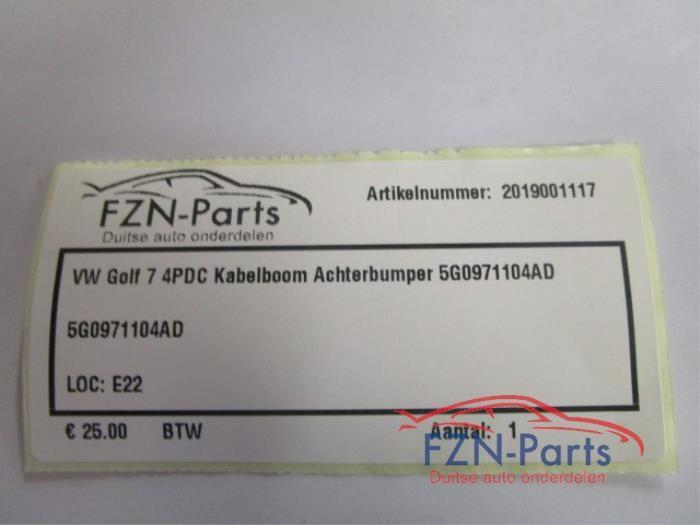 FZN-Parts
Duitse auto onderdelen
Artikelnummer: 2019001117
VW Golf 7 4PDC Kabelboom Achterbumper 5G0971104AD
5G0971104AD
LOC: E22
€ 25.00 BTW Aantal: 1
FZN-Parts
Duitse auto onderdelen